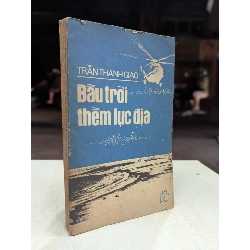 TRẦN THANH GIAO
Bầu trời
thềm lục địa